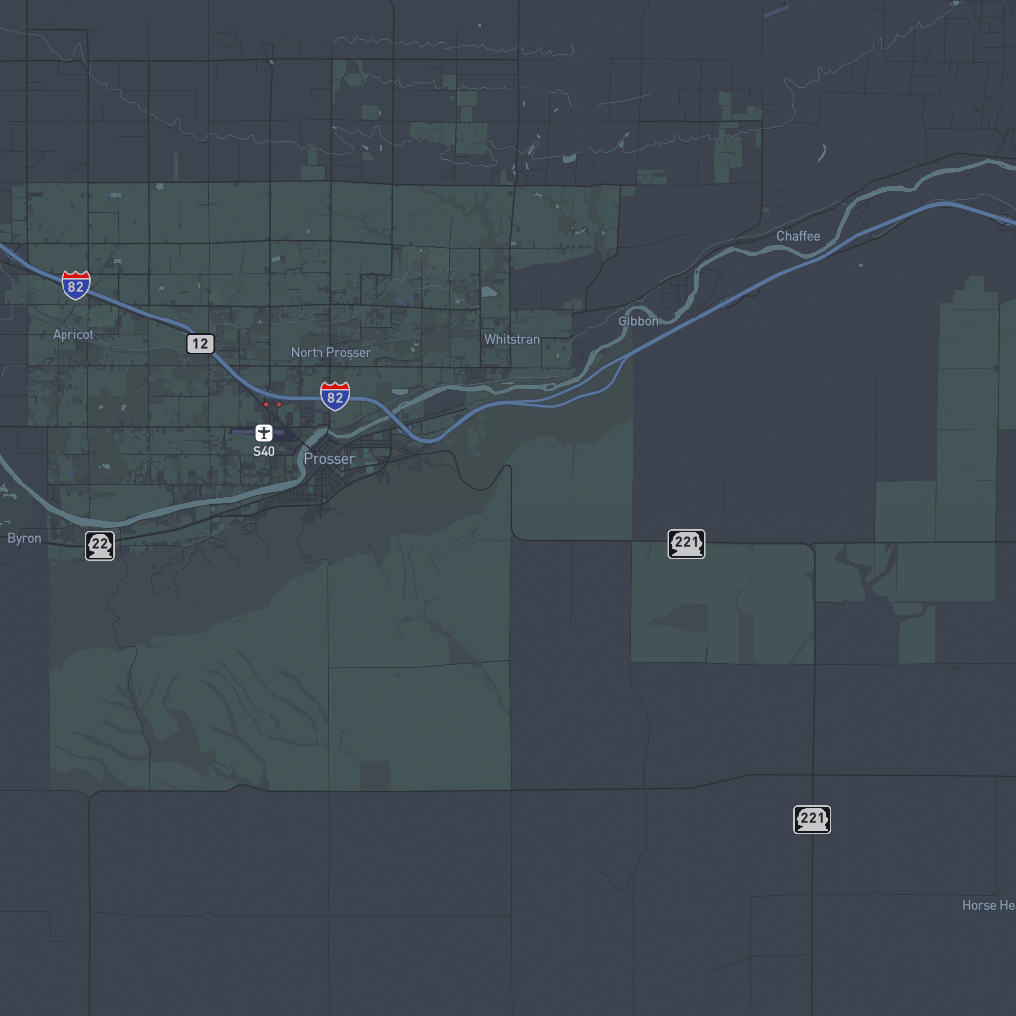 Chaffee
82
Gibbon
Apricot
12
Whitstran
North Prosser
82
S40
Prosser
Byron
22
221
221
Horse He